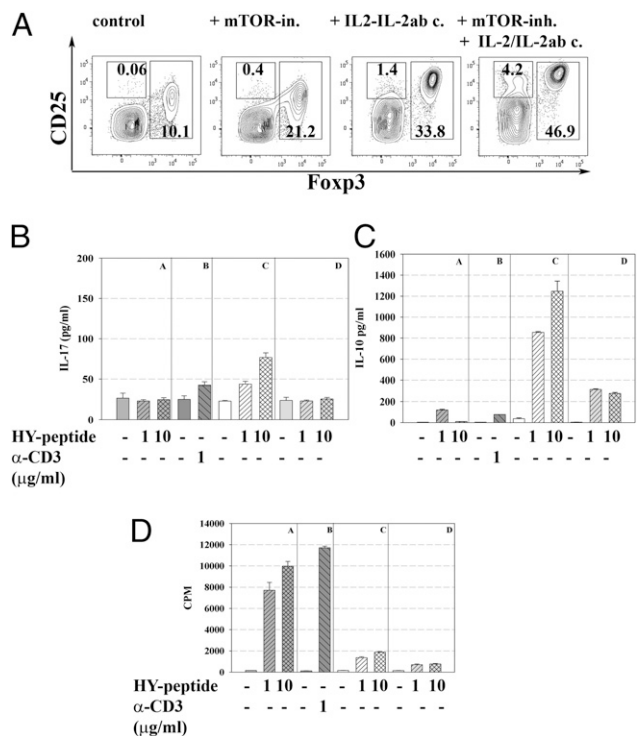 A
control + mTOR-in. + IL2-IL-2ab c. + mTOR-inh.
+ IL-2/IL-2ab c.
0.06 0.4 1.4 4.2
10.1 21.2 33.8 46.9
CD25
Foxp3
B
200
150
100
50
0
IL-17 (pg/ml)
A B C D
HY-peptide - 1 10 - - - 1 10 - 1 10
α-CD3 - - - - 1 - - - - - -
(μg/ml)
C
1600
1400
1200
1000
800
600
400
200
0
IL-10 pg/ml
A B C D
- 1 10 - - - 1 10 - 1 10
- - - - 1 - - - - - -
D
14000
12000
10000
8000
6000
4000
2000
0
CPM
A B C D
HY-peptide - 1 10 - - - 1 10 - 1 10
α-CD3 - - - - 1 - - - - - -
(μg/ml)